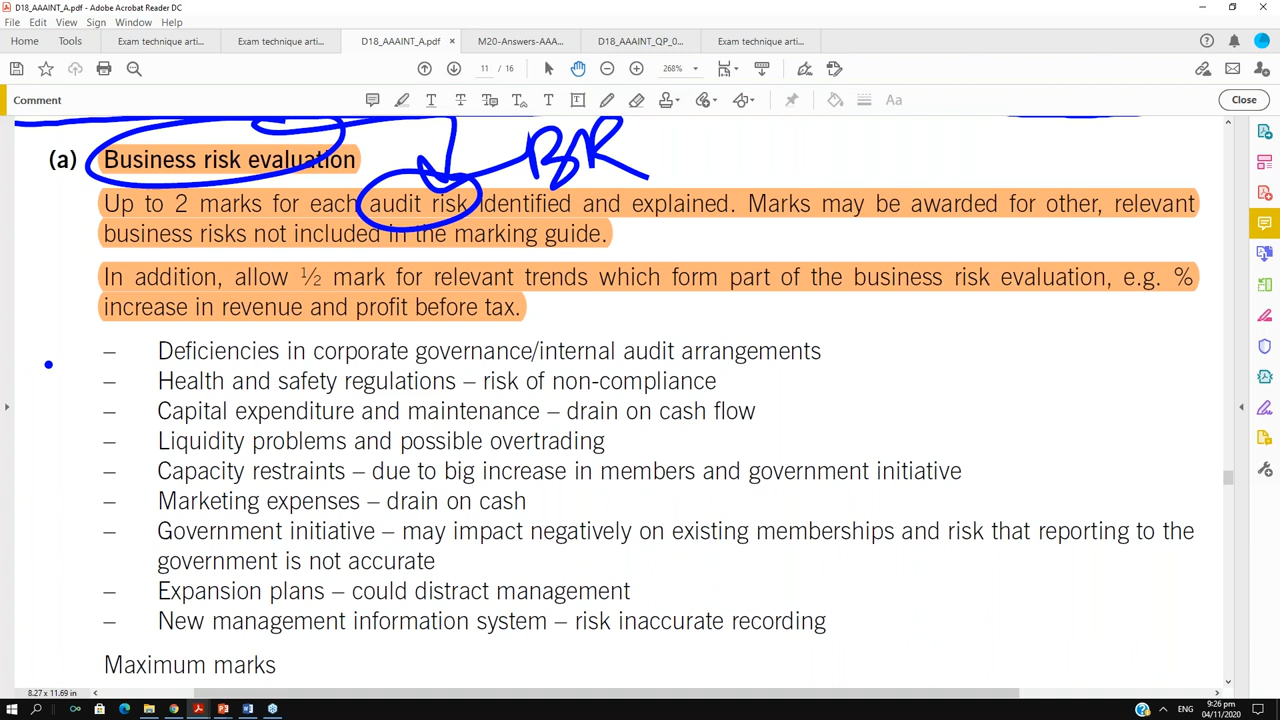 D18_AAAINT_A.pdf - Adobe Acrobat Reader DC
File Edit View Sign Window Help
Home Tools Exam technique arti... Exam technique arti... D18_AAAINT_A.pdf × M20-Answers-AAA... D18_AAAINT_QP_0... Exam technique arti...
11 / 16 268%
Comment Aa Close
BR
(a) Business risk evaluation
Up to 2 marks for each audit risk identified and explained. Marks may be awarded for other, relevant
business risks not included in the marking guide.
In addition, allow ½ mark for relevant trends which form part of the business risk evaluation, e.g. %
increase in revenue and profit before tax.
– Deficiencies in corporate governance/internal audit arrangements
– Health and safety regulations – risk of non-compliance
– Capital expenditure and maintenance – drain on cash flow
– Liquidity problems and possible overtrading
– Capacity restraints – due to big increase in members and government initiative
– Marketing expenses – drain on cash
– Government initiative – may impact negatively on existing memberships and risk that reporting to the
government is not accurate
– Expansion plans – could distract management
– New management information system – risk inaccurate recording
Maximum marks
8.27 x 11.69 in
ENG 9:26 pm
04/11/2020